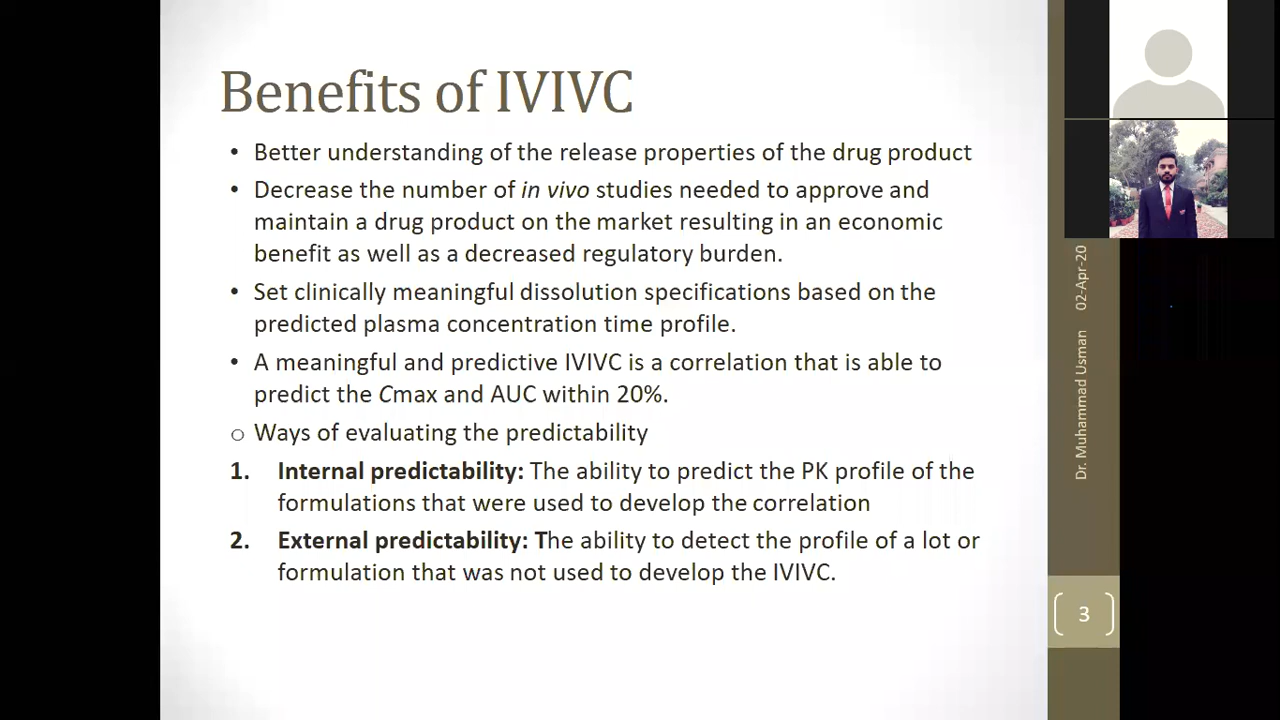 Benefits of IVIVC
• Better understanding of the release properties of the drug product
• Decrease the number of in vivo studies needed to approve and
maintain a drug product on the market resulting in an economic
benefit as well as a decreased regulatory burden.
• Set clinically meaningful dissolution specifications based on the
predicted plasma concentration time profile.
• A meaningful and predictive IVIVC is a correlation that is able to
predict the Cmax and AUC within 20%.
○ Ways of evaluating the predictability
1. Internal predictability: The ability to predict the PK profile of the
formulations that were used to develop the correlation
2. External predictability: The ability to detect the profile of a lot or
formulation that was not used to develop the IVIVC.
Dr. Muhammad Usman 02-Apr-20
3